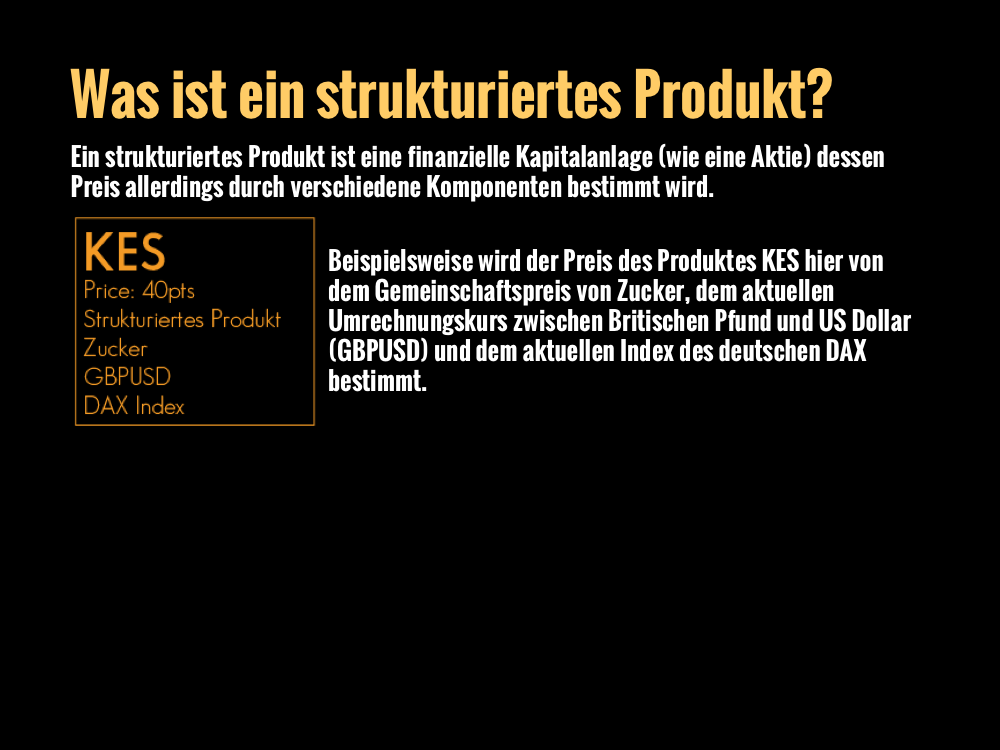 Was ist ein strukturiertes Produkt?
Ein strukturiertes Produkt ist eine finanzielle Kapitalanlage (wie eine Aktie) dessen
Preis allerdings durch verschiedene Komponenten bestimmt wird.
KES
Price: 40pts
Strukturiertes Produkt
Zucker
GBPUSD
DAX Index
Beispielsweise wird der Preis des Produktes KES hier von
dem Gemeinschaftspreis von Zucker, dem aktuellen
Umrechnungskurs zwischen Britischen Pfund und US Dollar
(GBPUSD) und dem aktuellen Index des deutschen DAX
bestimmt.